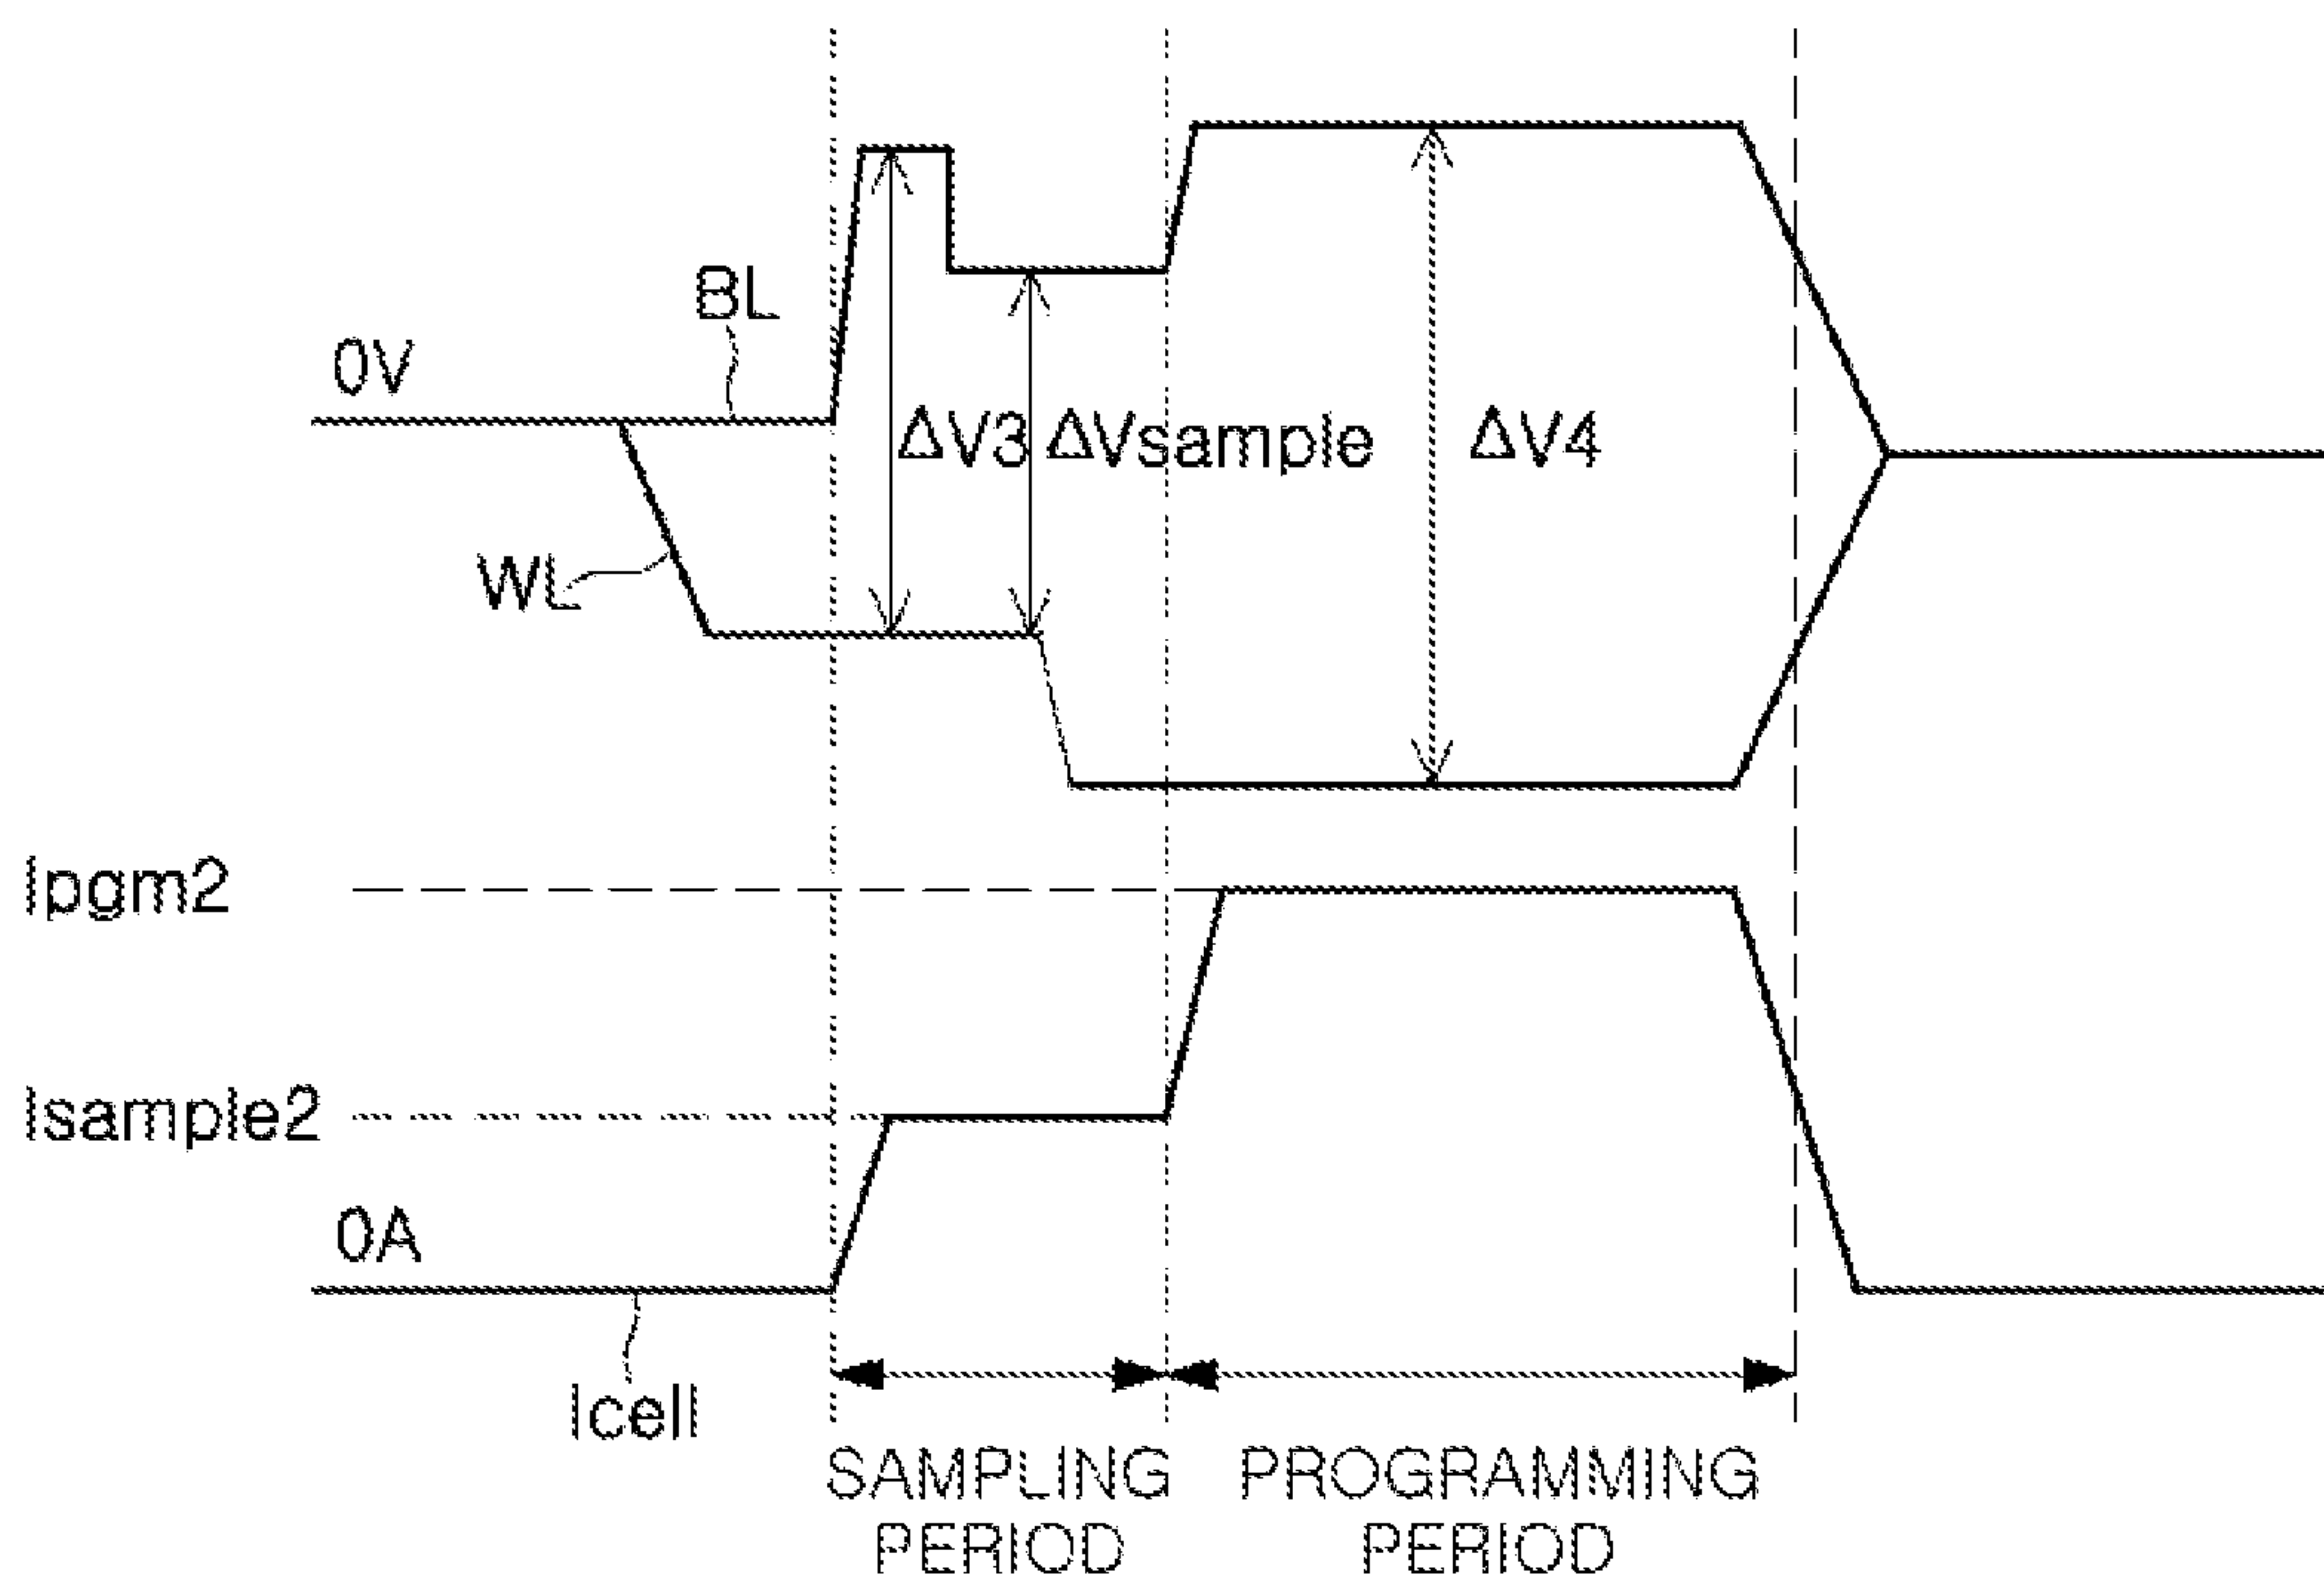 BL
0V
ΔV3 ΔVsample ΔV4
WL
Ipgm2
Isample2
0A
Icell
SAMPLING PERIOD
PROGRAMMING PERIOD